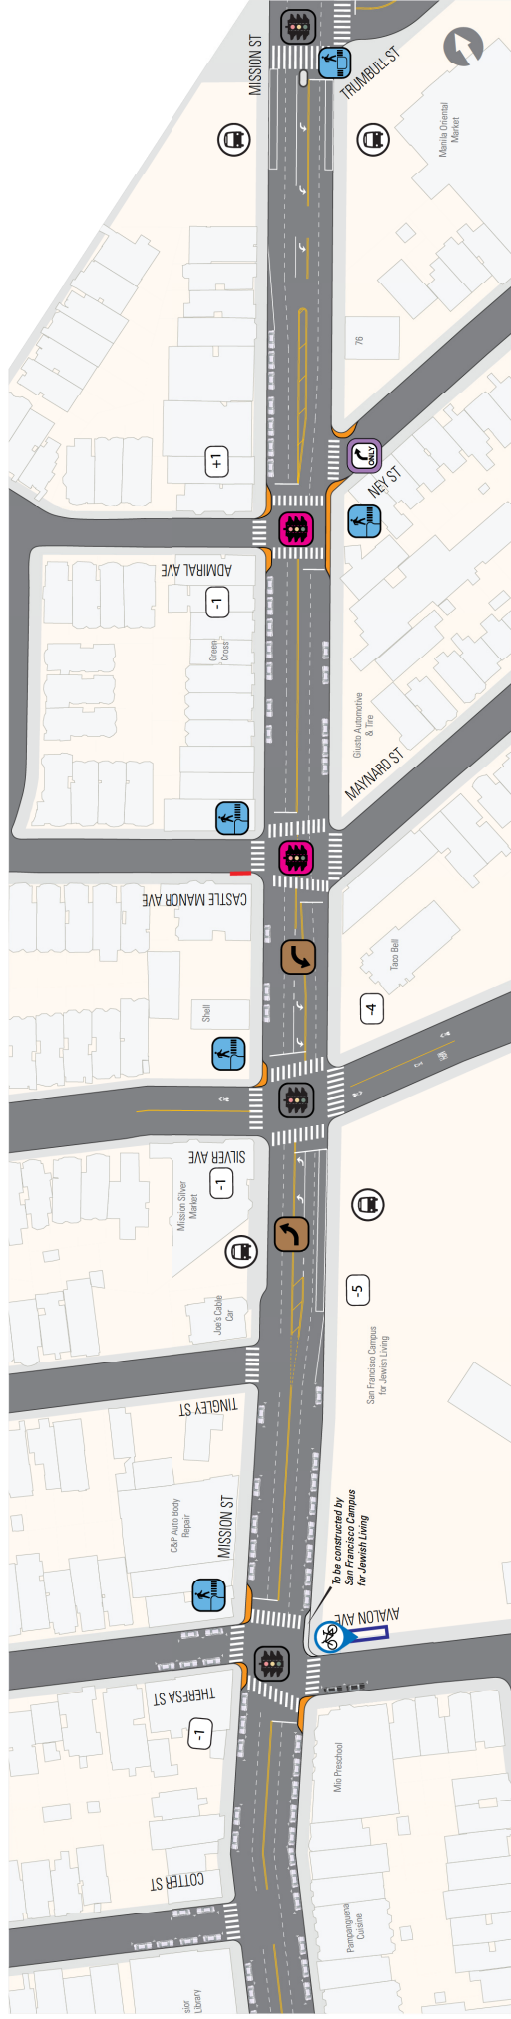 MISSION ST
TRUMBULL ST
Manila Oriental
Market
76
+1
ONLY
NEY ST
ADMIRAL AVE
-1
Green
Cross
Giusto Automotive
& Tire
MAYNARD ST
CASTLE MANOR AVE
Taco Bell
Shell
-4
SILVER AVE
-1
Mission Silver
Market
-5
Joe's Cable
Car
San Francisco Campus
for Jewish Living
TINGLEY ST
C&P Auto Body
Repair
MISSION ST
To be constructed by
San Francisco Campus
for Jewish Living
AVALON AVE
THERESA ST
-1
Mio Preschool
COTTER ST
Pampanguena
Cuisine
sior
Library